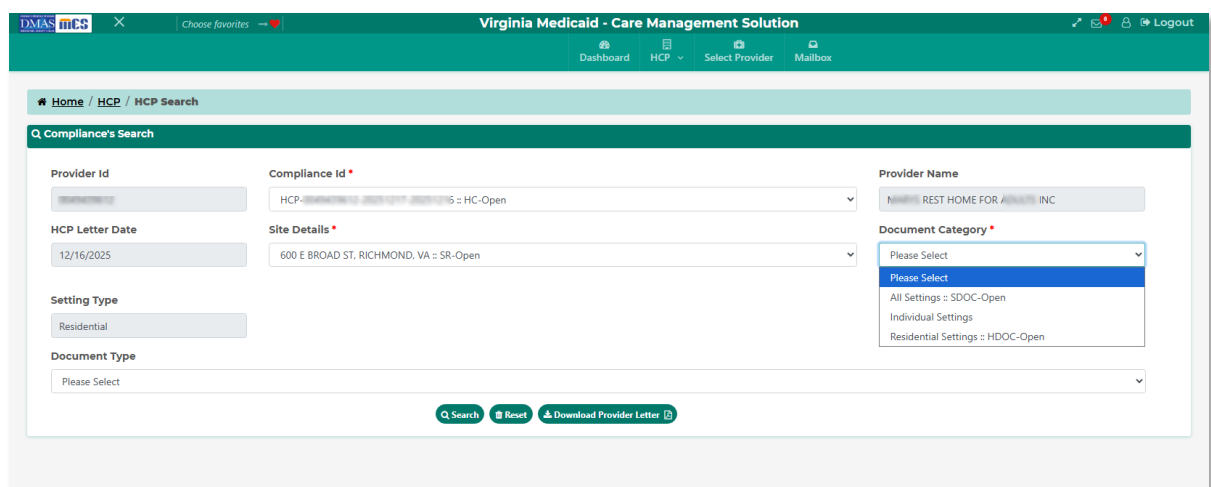 DMAS mcs Choose favorites Virginia Medicaid - Care Management Solution Logout
Dashboard HCP Select Provider Mailbox
Home / HCP / HCP Search
Compliance's Search
Provider Id Compliance Id * Provider Name
HCP- :: HC-Open REST HOME FOR INC
HCP Letter Date Site Details * Document Category *
12/16/2025 600 E BROAD ST, RICHMOND, VA :: SR-Open Please Select
Please Select
All Settings :: SDOC-Open
Individual Settings
Residential Settings :: HDOC-Open
Setting Type
Residential
Document Type
Please Select
Search Reset Download Provider Letter